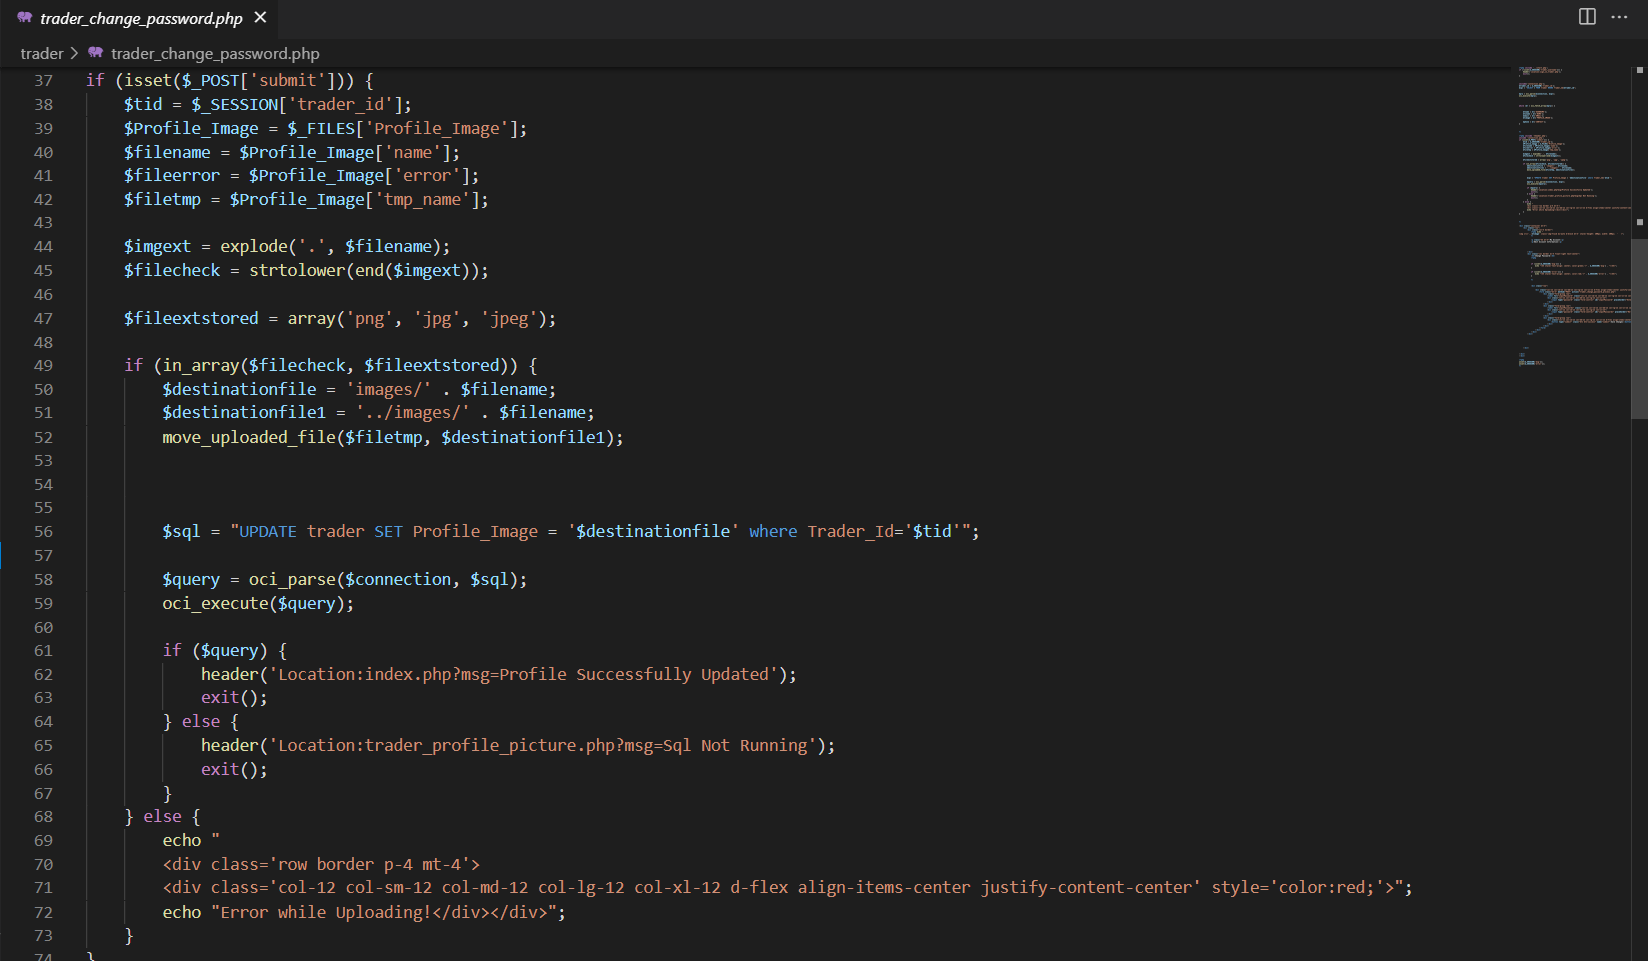 trader_change_password.php ✕
trader > trader_change_password.php
37 if (isset($_POST['submit'])) {
38 $tid = $_SESSION['trader_id'];
39 $Profile_Image = $_FILES['Profile_Image'];
40 $filename = $Profile_Image['name'];
41 $fileerror = $Profile_Image['error'];
42 $filetmp = $Profile_Image['tmp_name'];
43
44 $imgext = explode('.', $filename);
45 $filecheck = strtolower(end($imgext));
46
47 $fileextstored = array('png', 'jpg', 'jpeg');
48
49 if (in_array($filecheck, $fileextstored)) {
50 $destinationfile = 'images/' . $filename;
51 $destinationfile1 = '../images/' . $filename;
52 move_uploaded_file($filetmp, $destinationfile1);
53
54
55
56 $sql = "UPDATE trader SET Profile_Image = '$destinationfile' where Trader_Id='$tid'";
57
58 $query = oci_parse($connection, $sql);
59 oci_execute($query);
60
61 if ($query) {
62 header('Location:index.php?msg=Profile Successfully Updated');
63 exit();
64 } else {
65 header('Location:trader_profile_picture.php?msg=Sql Not Running');
66 exit();
67 }
68 } else {
69 echo "
70 <div class='row border p-4 mt-4'>
71 <div class='col-12 col-sm-12 col-md-12 col-lg-12 col-xl-12 d-flex align-items-center justify-content-center' style='color:red;'>";
72 echo "Error while Uploading!</div></div>";
73 }
74 }